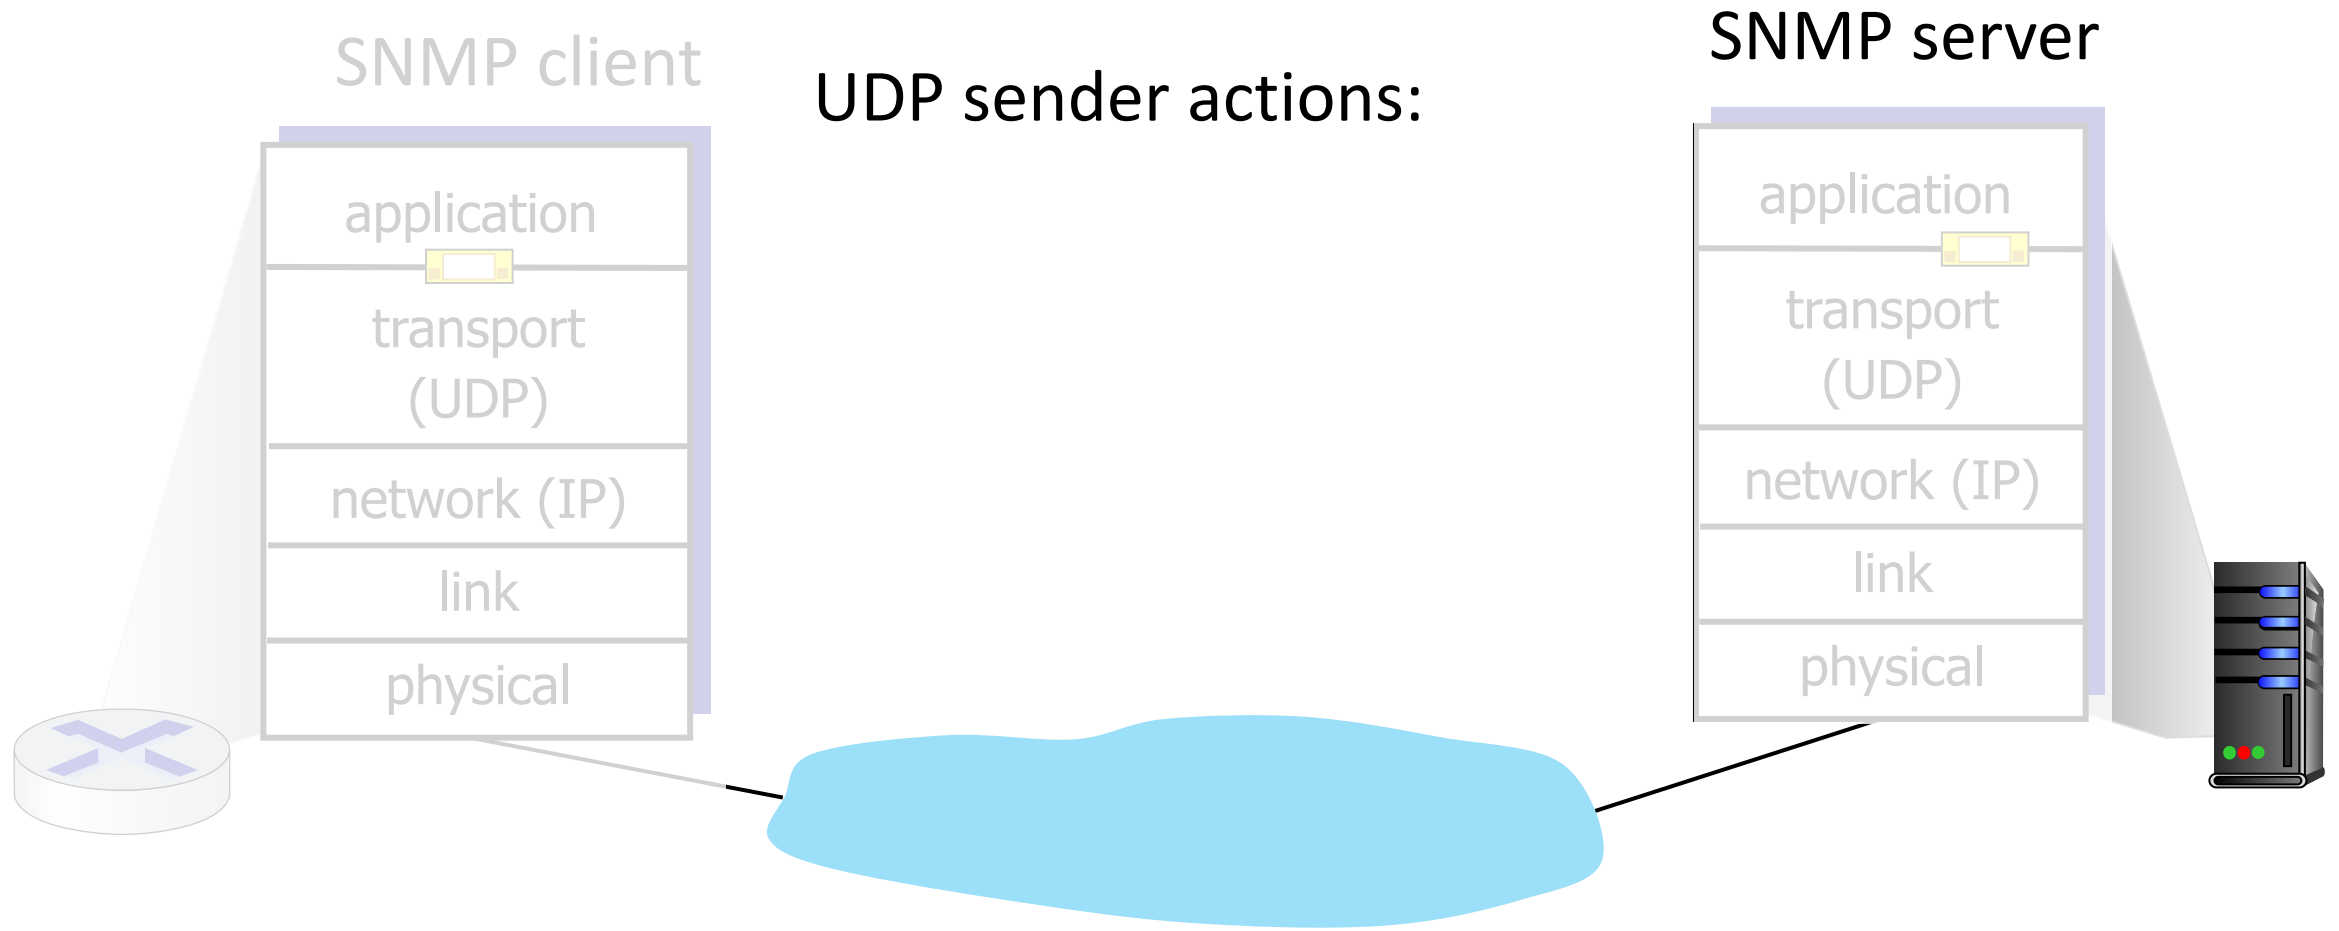 SNMP client
UDP sender actions:
SNMP server
application
transport
(UDP)
network (IP)
link
physical
application
transport
(UDP)
network (IP)
link
physical